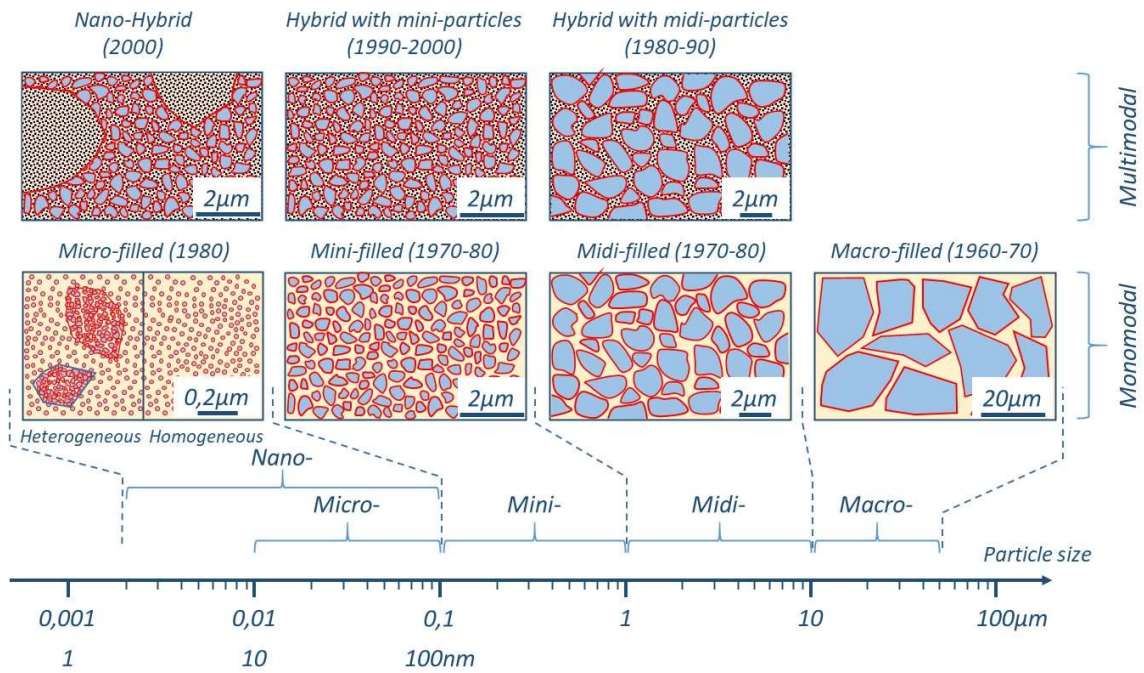 Nano-Hybrid
(2000)
Hybrid with mini-particles
(1990-2000)
Hybrid with midi-particles
(1980-90)
2µm
2µm
2µm
Multimodal
Micro-filled (1980)
Mini-filled (1970-80)
Midi-filled (1970-80)
Macro-filled (1960-70)
0,2µm
2µm
2µm
20µm
Monomodal
Heterogeneous
Homogeneous
Nano-
Micro-
Mini-
Midi-
Macro-
Particle size
0,001
0,01
0,1
1
10
100µm
1
10
100nm